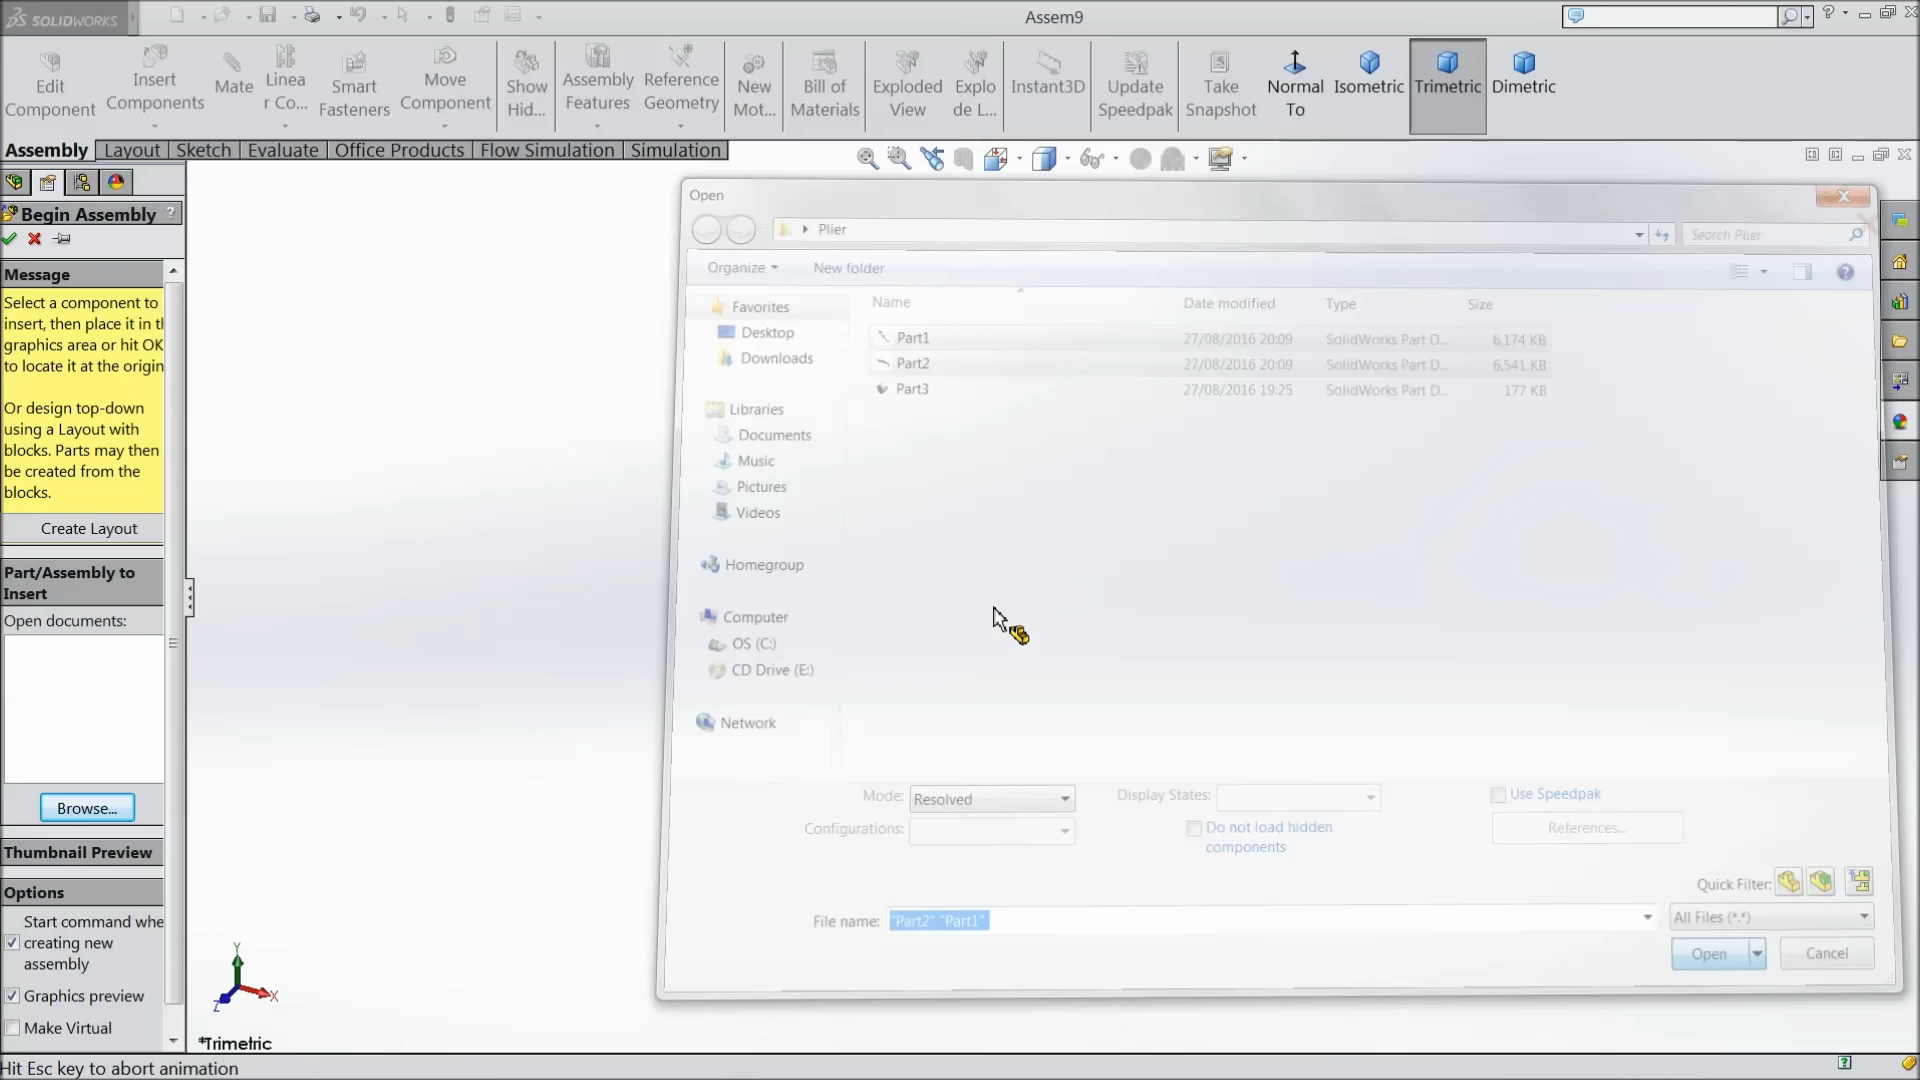 SOLIDWORKS
Assem9
Edit Component
Insert Components
Mate
Linea r Co...
Smart Fasteners
Move Component
Show Hid...
Assembly Features
Reference Geometry
New Mot...
Bill of Materials
Exploded View
Explo de L...
Instant3D
Update Speedpak
Take Snapshot
Normal To
Isometric
Trimetric
Dimetric
Assembly
Layout
Sketch
Evaluate
Office Products
Flow Simulation
Simulation
Begin Assembly
?
Message
Select a component to
insert, then place it in th
graphics area or hit OK
to locate it at the origin
Or design top-down
using a Layout with
blocks. Parts may then
be created from the
blocks.
Create Layout
Part/Assembly to
Insert
Open documents:
Browse...
Thumbnail Preview
Options
Start command whe
creating new
assembly
Graphics preview
Make Virtual
Open
Plier
Search Plier
Organize
New folder
Favorites
Desktop
Downloads
Libraries
Documents
Music
Pictures
Videos
Homegroup
Computer
OS (C:)
CD Drive (E:)
Network
Name Date modified Type Size
Part1 27/08/2016 20:09 SolidWorks Part D... 6,174 KB
Part2 27/08/2016 20:09 SolidWorks Part D... 6,541 KB
Part3 27/08/2016 19:25 SolidWorks Part D... 177 KB
Mode: Resolved
Display States:
Use Speedpak
Configurations:
Do not load hidden
components
References...
Quick Filter:
File name: "Part2" "Part1"
All Files (*.*)
Open
Cancel
Y
X
Z
*Trimetric
Hit Esc key to abort animation